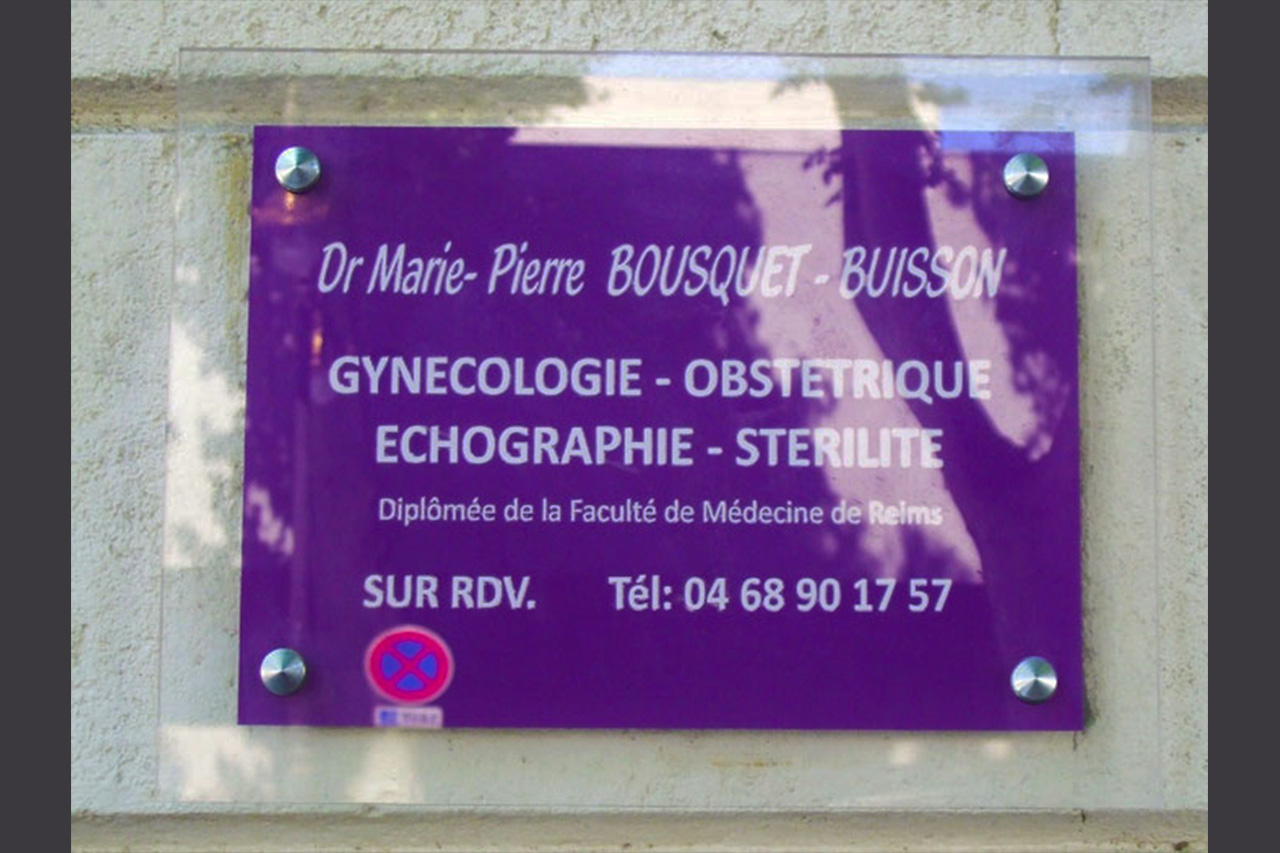 Dr Marie- Pierre BOUSQUET - BUISSON
GYNECOLOGIE - OBSTETRIQUE
ECHOGRAPHIE - STERILITE
Diplômée de la Faculté de Médecine de Reims
SUR RDV. Tél: 04 68 90 17 57